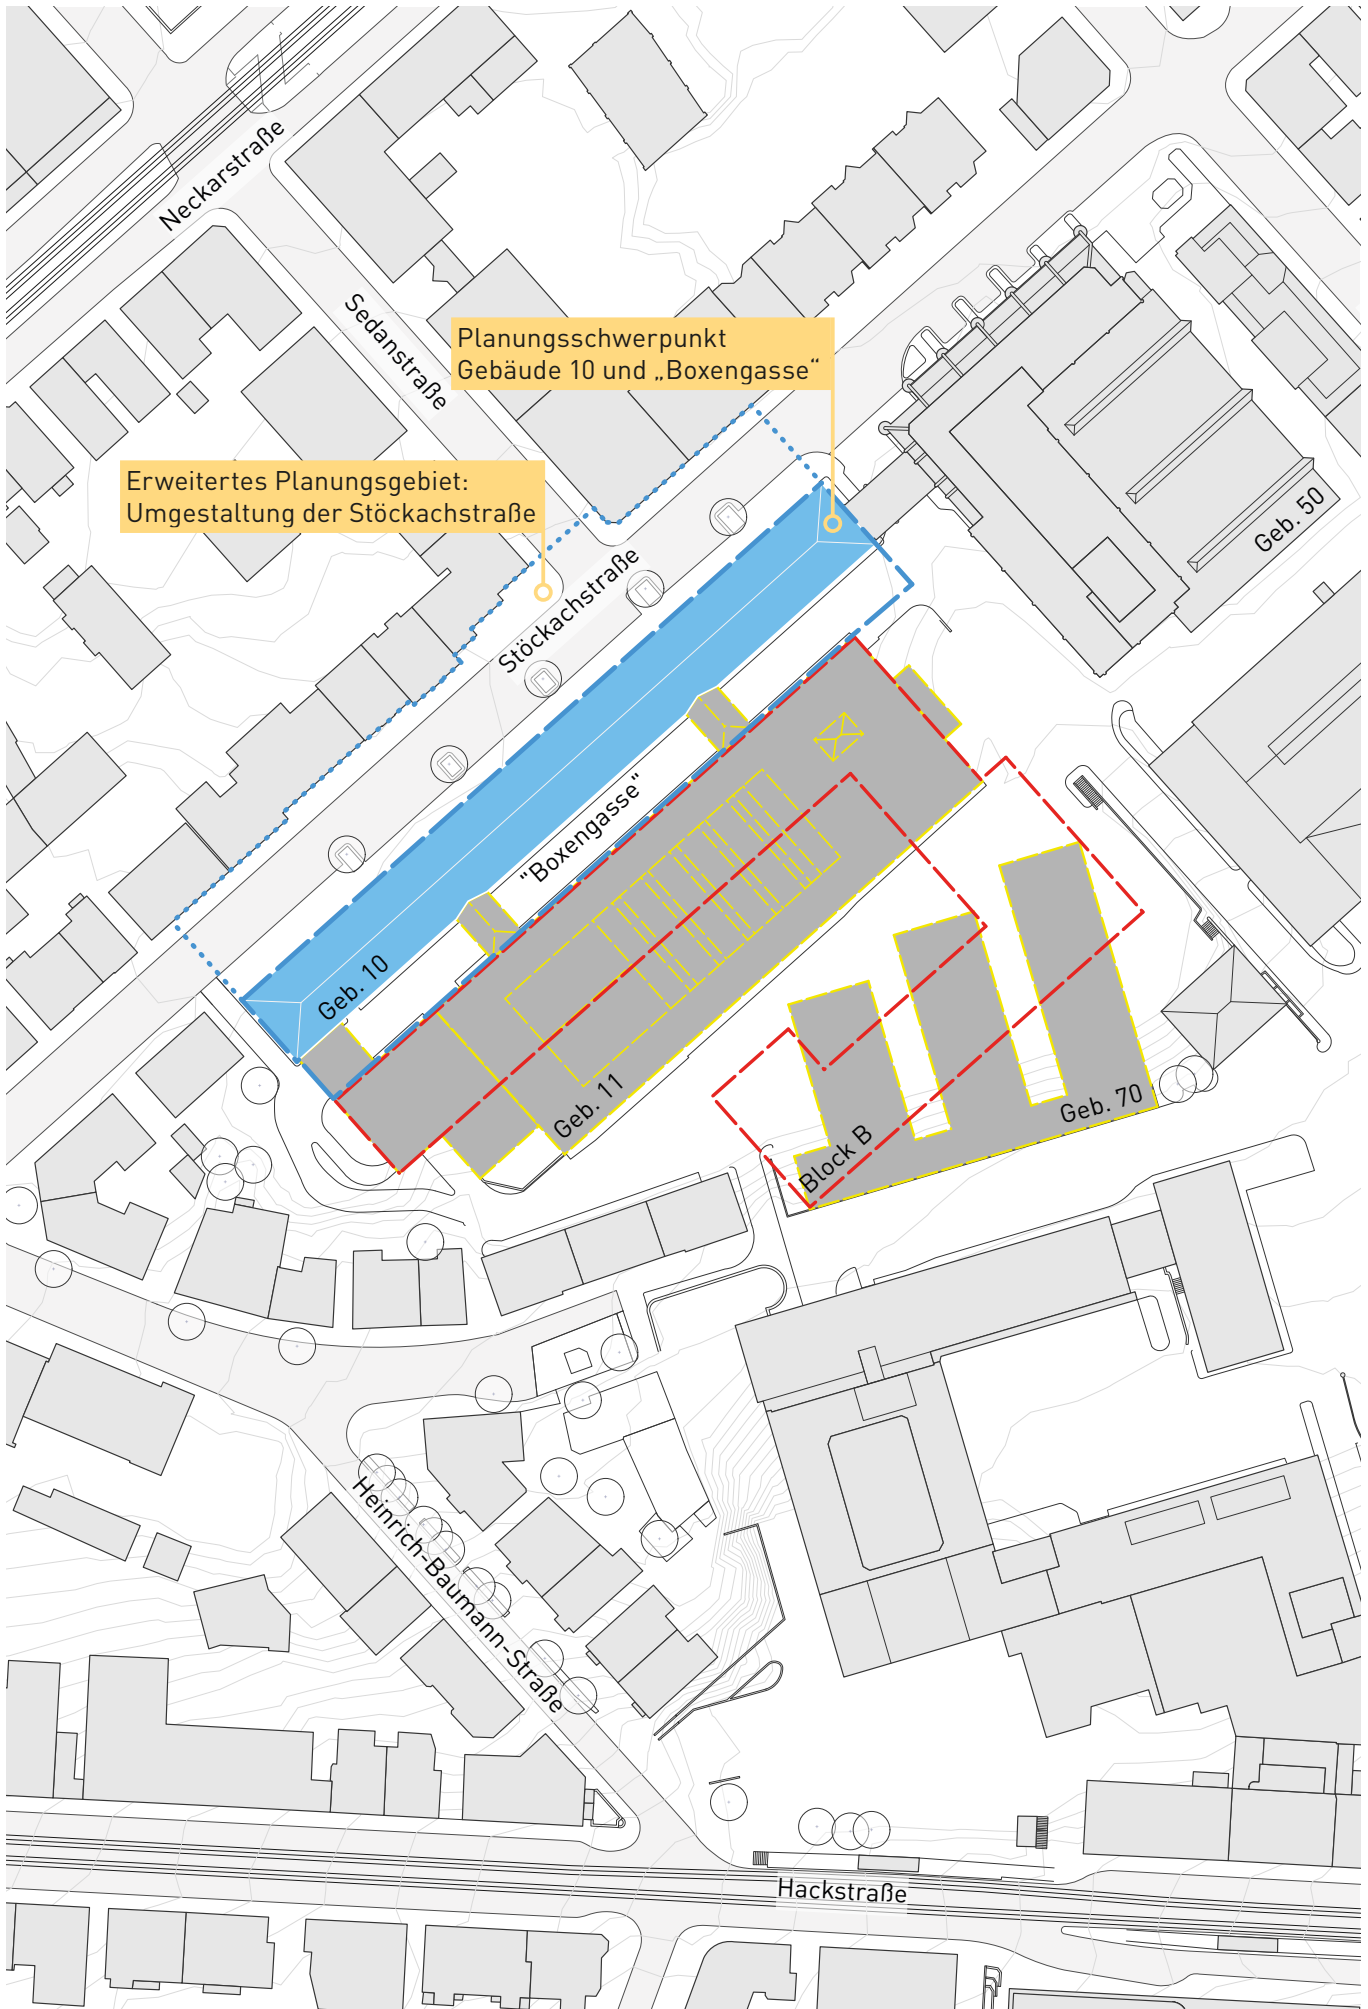 Neckarstraße
Sedanstraße
Planungsschwerpunkt
Gebäude 10 und „Boxengasse“
Erweitertes Planungsgebiet:
Umgestaltung der Stöckachstraße
Geb. 50
Stöckachstraße
"Boxengasse"
Geb. 10
Geb. 11
Geb. 70
Block B
Heinrich-Baumann-Straße
Hackstraße